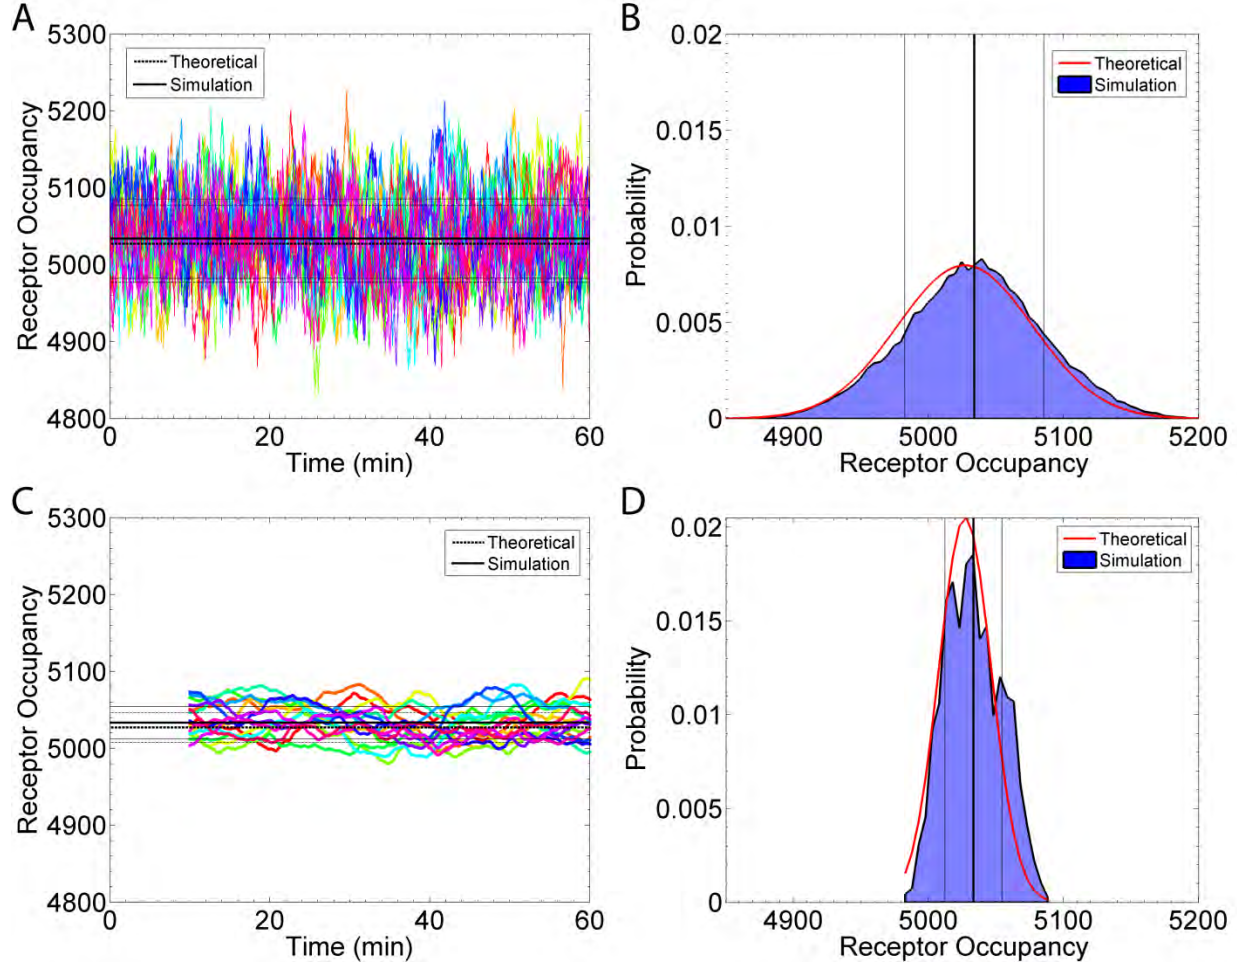 A
5300
5200
5100
5000
4900
4800
Receptor Occupancy
Theoretical
Simulation
0
20
40
60
Time (min)
B
0.02
0.015
0.01
0.005
0
Probability
Theoretical
Simulation
4900
5000
5100
5200
Receptor Occupancy
C
5300
5200
5100
5000
4900
4800
Receptor Occupancy
Theoretical
Simulation
0
20
40
60
Time (min)
D
0.02
0.015
0.01
0.005
0
Probability
Theoretical
Simulation
4900
5000
5100
5200
Receptor Occupancy